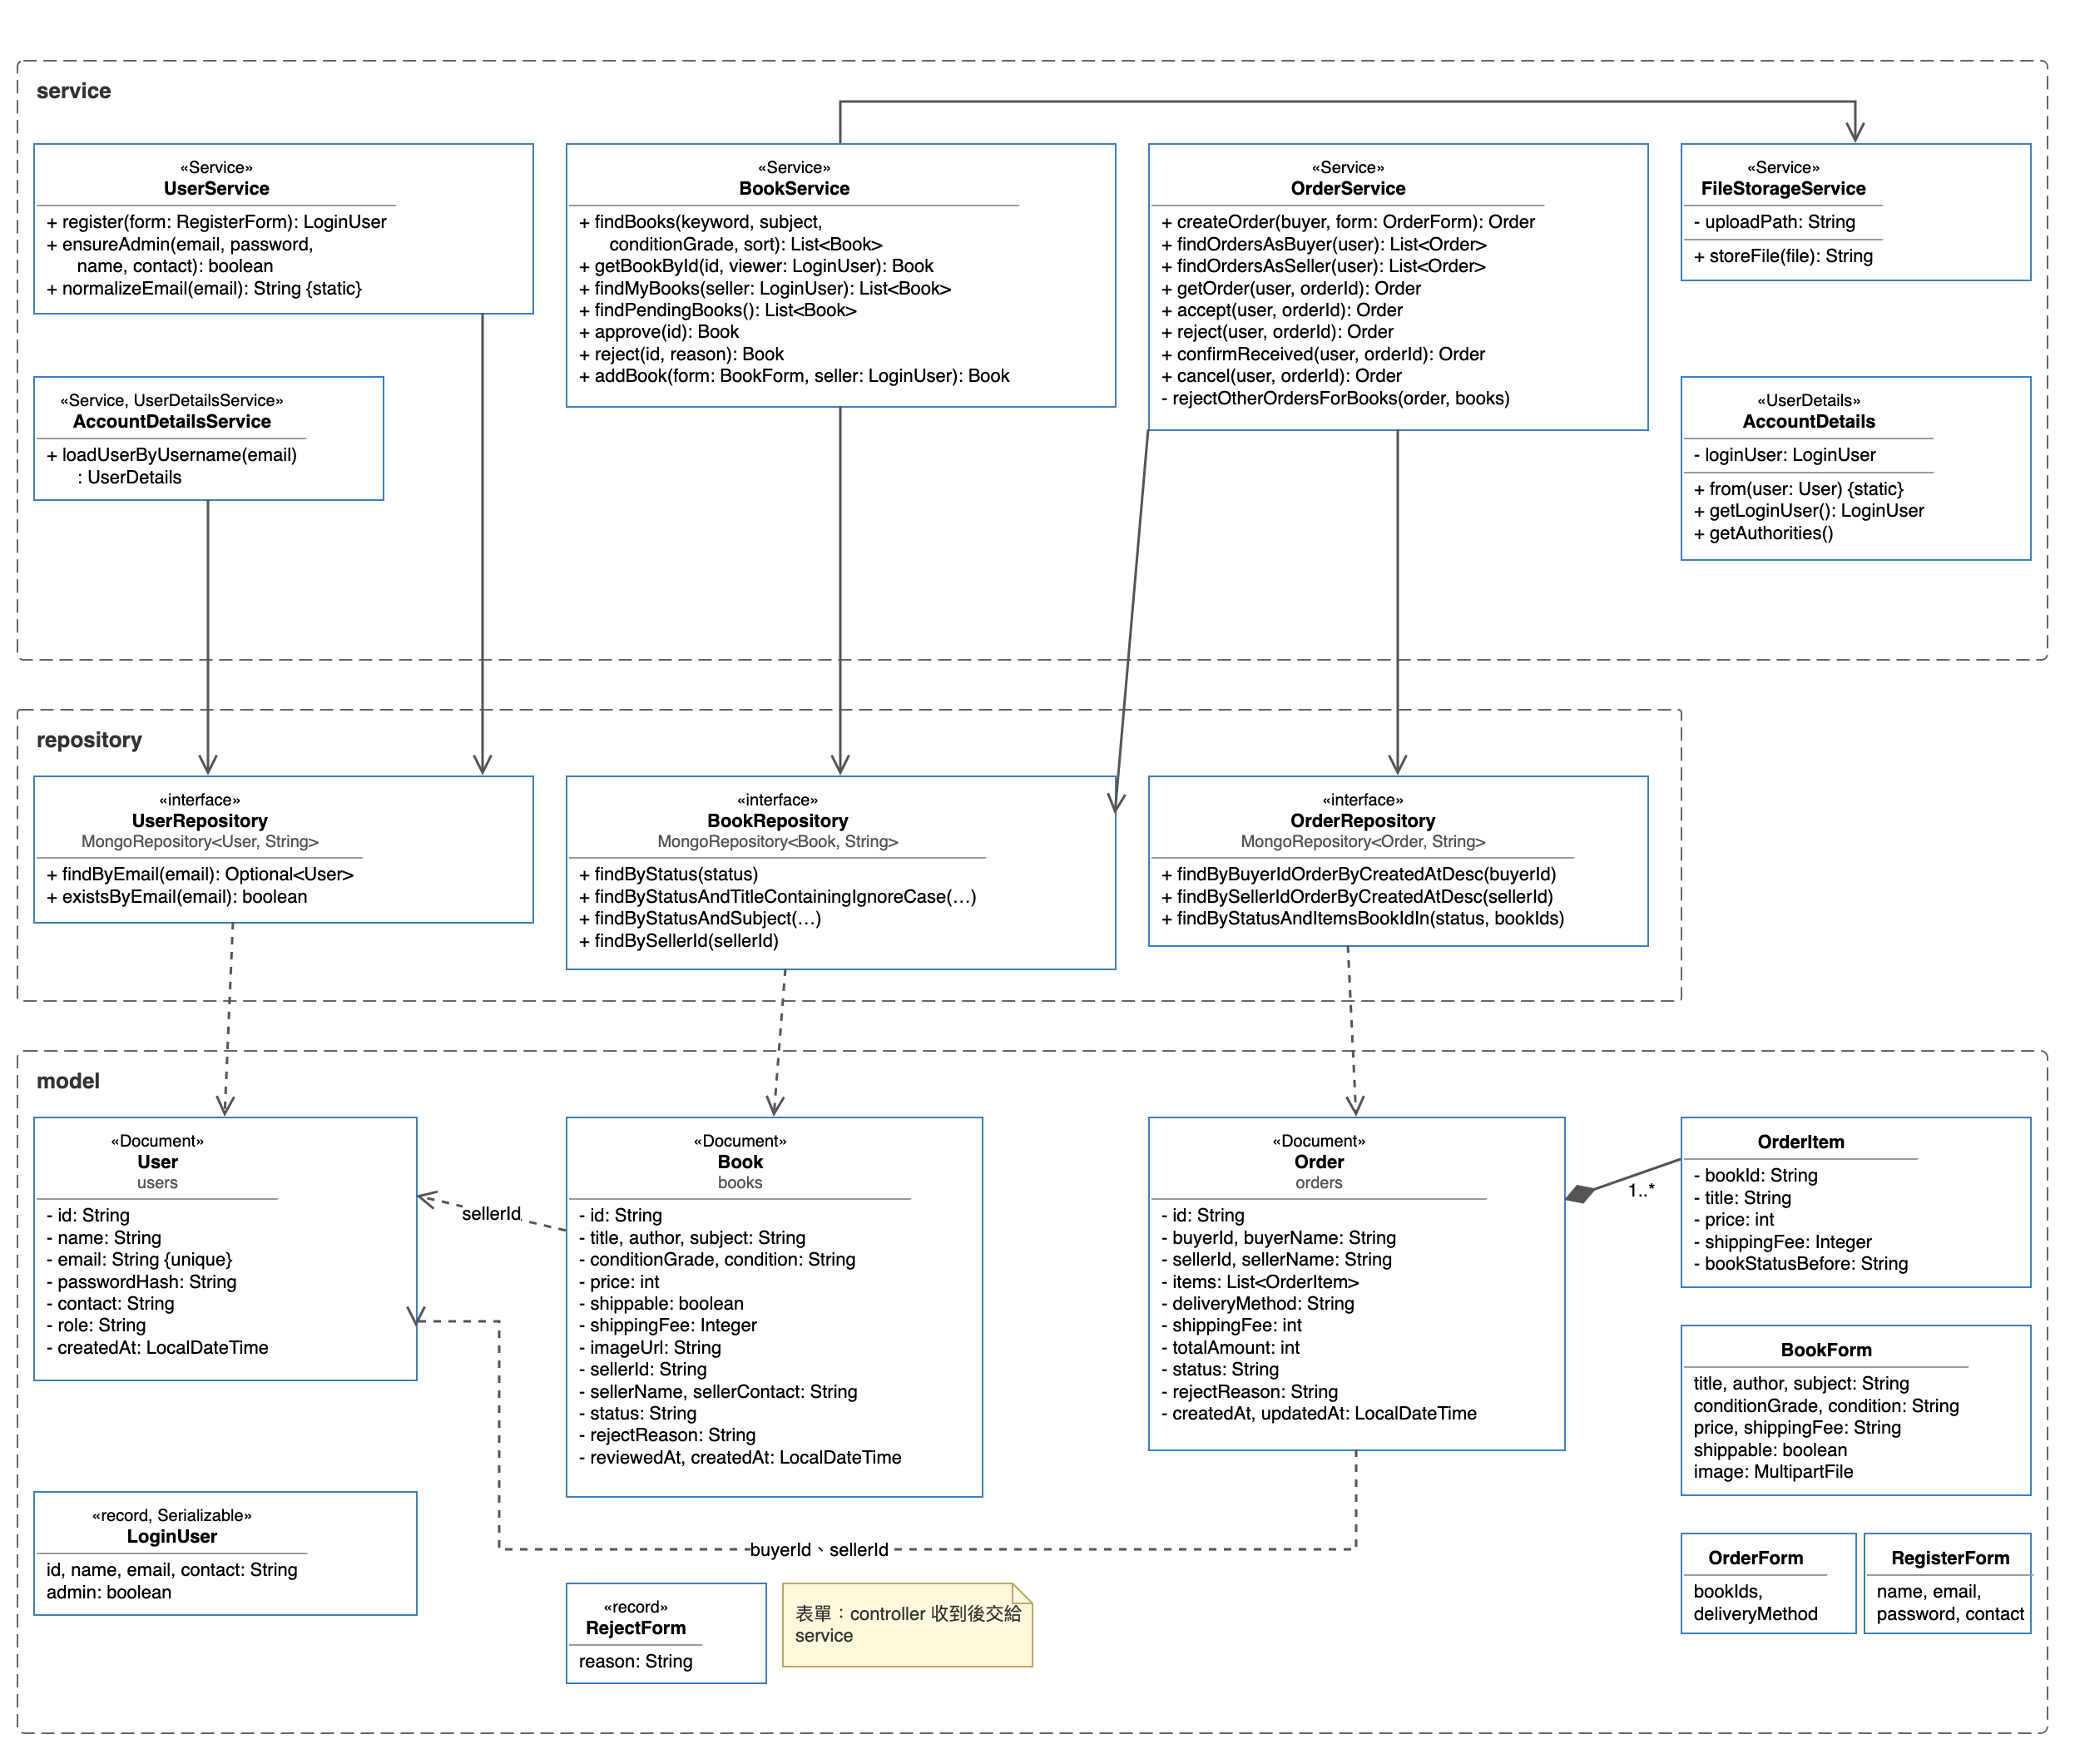 service
«Service»
UserService
+ register(form: RegisterForm): LoginUser
+ ensureAdmin(email, password,
name, contact): boolean
+ normalizeEmail(email): String {static}
«Service»
BookService
+ findBooks(keyword, subject,
conditionGrade, sort): List<Book>
+ getBookById(id, viewer: LoginUser): Book
+ findMyBooks(seller: LoginUser): List<Book>
+ findPendingBooks(): List<Book>
+ approve(id): Book
+ reject(id, reason): Book
+ addBook(form: BookForm, seller: LoginUser): Book
«Service»
OrderService
+ createOrder(buyer, form: OrderForm): Order
+ findOrdersAsBuyer(user): List<Order>
+ findOrdersAsSeller(user): List<Order>
+ getOrder(user, orderId): Order
+ accept(user, orderId): Order
+ reject(user, orderId): Order
+ confirmReceived(user, orderId): Order
+ cancel(user, orderId): Order
- rejectOtherOrdersForBooks(order, books)
«Service»
FileStorageService
- uploadPath: String
+ storeFile(file): String
«Service, UserDetailsService»
AccountDetailsService
+ loadUserByUsername(email)
: UserDetails
«UserDetails»
AccountDetails
- loginUser: LoginUser
+ from(user: User) {static}
+ getLoginUser(): LoginUser
+ getAuthorities()
repository
«interface»
UserRepository
MongoRepository<User, String>
+ findByEmail(email): Optional<User>
+ existsByEmail(email): boolean
«interface»
BookRepository
MongoRepository<Book, String>
+ findByStatus(status)
+ findByStatusAndTitleContainingIgnoreCase(…)
+ findByStatusAndSubject(…)
+ findBySellerId(sellerId)
«interface»
OrderRepository
MongoRepository<Order, String>
+ findByBuyerIdOrderByCreatedAtDesc(buyerId)
+ findBySellerIdOrderByCreatedAtDesc(sellerId)
+ findByStatusAndItemsBookIdIn(status, bookIds)
model
«Document»
User
users
- id: String
- name: String
- email: String {unique}
- passwordHash: String
- contact: String
- role: String
- createdAt: LocalDateTime
sellerId
«Document»
Book
books
- id: String
- title, author, subject: String
- conditionGrade, condition: String
- price: int
- shippable: boolean
- shippingFee: Integer
- imageUrl: String
- sellerId: String
- sellerName, sellerContact: String
- status: String
- rejectReason: String
- reviewedAt, createdAt: LocalDateTime
«Document»
Order
orders
- id: String
- buyerId, buyerName: String
- sellerId, sellerName: String
- items: List<OrderItem>
- deliveryMethod: String
- shippingFee: int
- totalAmount: int
- status: String
- rejectReason: String
- createdAt, updatedAt: LocalDateTime
1..*
OrderItem
- bookId: String
- title: String
- price: int
- shippingFee: Integer
- bookStatusBefore: String
BookForm
title, author, subject: String
conditionGrade, condition: String
price, shippingFee: String
shippable: boolean
image: MultipartFile
«record, Serializable»
LoginUser
id, name, email, contact: String
admin: boolean
buyerId、sellerId
«record»
RejectForm
reason: String
表單：controller 收到後交給
service
OrderForm
bookIds,
deliveryMethod
RegisterForm
name, email,
password, contact